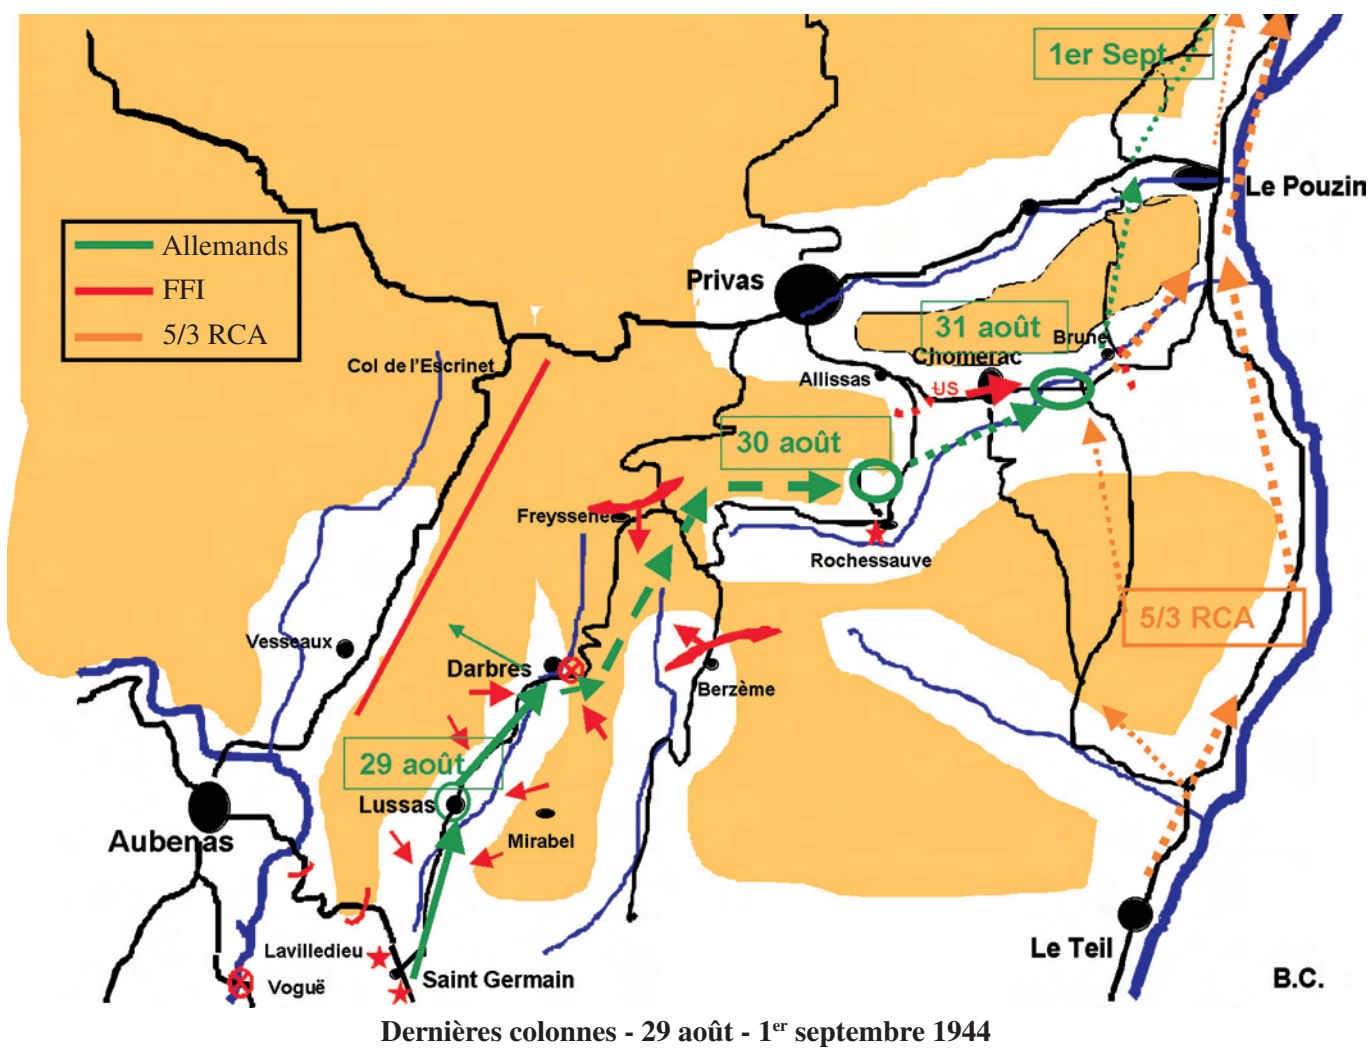 1er Sept.
Le Pouzin
Allemands
FFI
5/3 RCA
Privas
31 août
Brune
Col de l'Escrinet
Chomerac
Allissas
US
30 août
Freyssenet
Rochessauve
5/3 RCA
Vesseaux
Darbres
Berzème
29 août
Lussas
Mirabel
Aubenas
Le Teil
Lavilledieu
Saint Germain
Voguë
B.C.
Dernières colonnes - 29 août - 1er septembre 1944